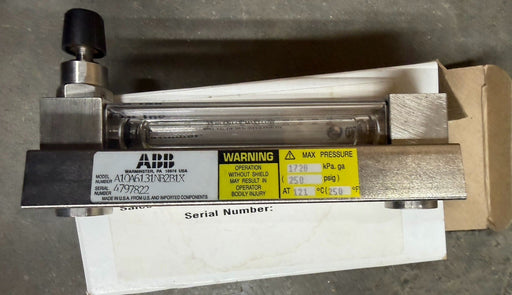 ABB
WARMINSTER, PA 18974 USA
MODEL NUMBER A10A6131NB2B1X
SERIAL NUMBER 4797822
MADE IN U.S.A. FROM U.S. AND IMPORTED COMPONENTS
WARNING
OPERATION
WITHOUT SHIELD
MAY RESULT IN
OPERATOR
BODILY INJURY
MAX PRESSURE
1720 kPa, ga
( 250 psig)
AT 121 °C( 250 °F)
Serial Number: